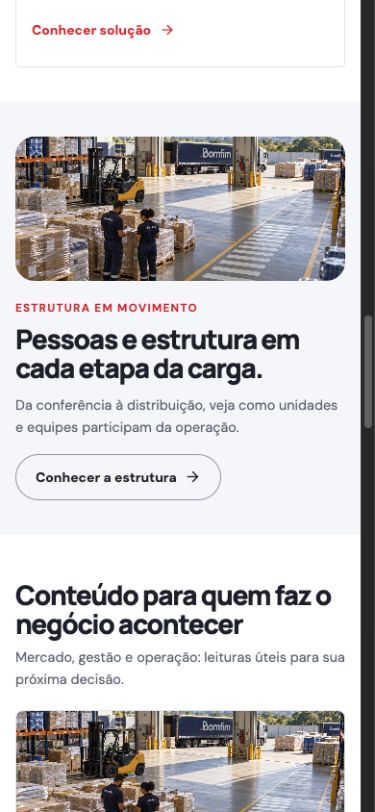 Conhecer solução
Bomfim
ESTRUTURA EM MOVIMENTO
Pessoas e estrutura em
cada etapa da carga.
Da conferência à distribuição, veja como unidades
e equipes participam da operação.
Conhecer a estrutura
Conteúdo para quem faz o
negócio acontecer
Mercado, gestão e operação: leituras úteis para sua
próxima decisão.
Bomfim